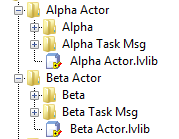 Alpha Actor
Alpha
Alpha Task Msg
Alpha Actor.lvlib
Beta Actor
Beta
Beta Task Msg
Beta Actor.lvlib